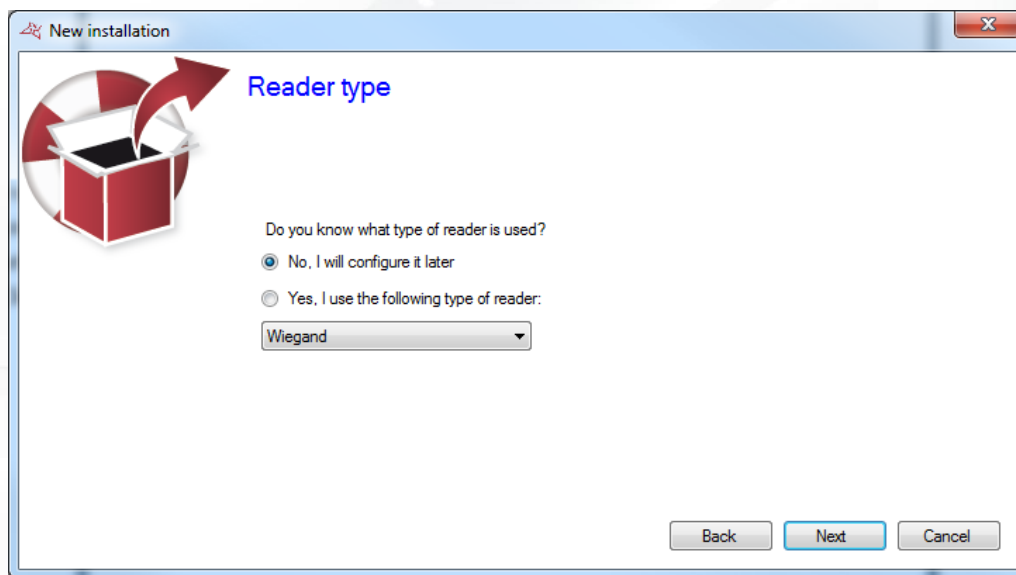 New installation
Reader type
Do you know what type of reader is used?
No, I will configure it later
Yes, I use the following type of reader:
Wiegand
Back Next Cancel